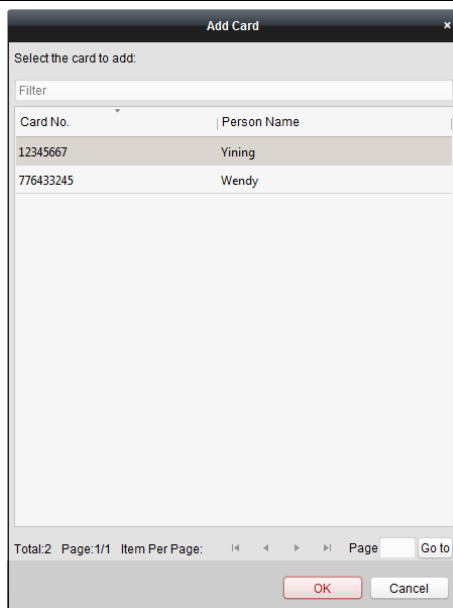 Add Card ×
Select the card to add:
Filter
Card No. Person Name
12345667 Yining
776433245 Wendy
Total:2 Page:1/1 Item Per Page: Page Go to
OK Cancel